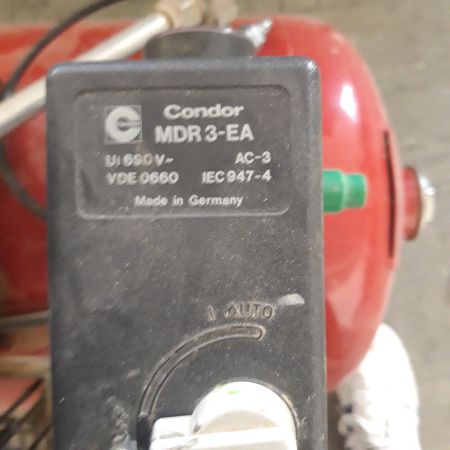 Condor
MDR 3-EA
Ui 690 V~ AC-3
VDE 0660 IEC 947-4
Made in Germany
I AUTO